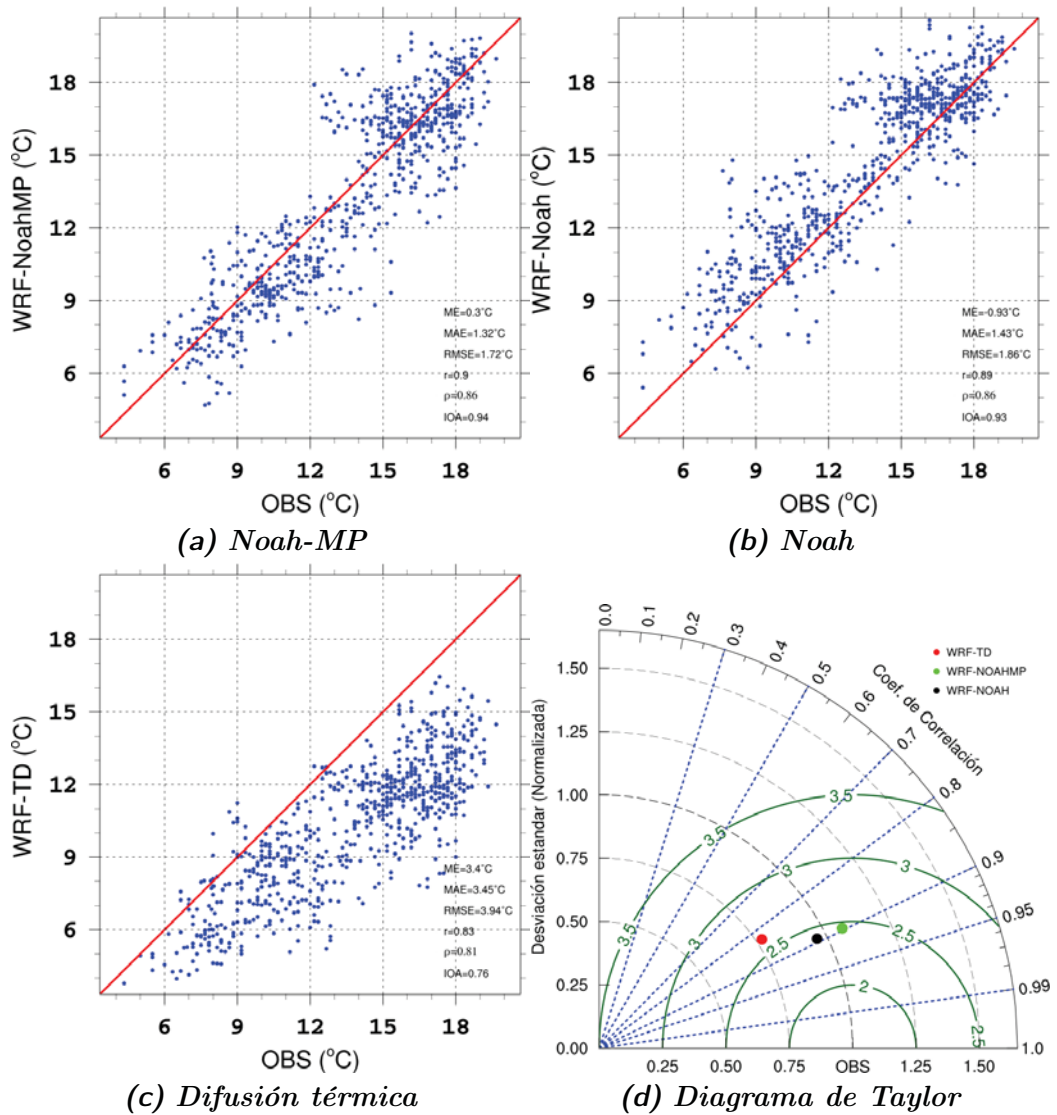 WRF-NoahMP (°C)
18
15
12
9
6
ME=0.3°C
MAE=1.32°C
RMSE=1.72°C
r=0.9
ρ=0.86
IOA=0.94
6 9 12 15 18
OBS (°C)
(a) Noah-MP
WRF-Noah (°C)
18
15
12
9
6
ME=-0.93°C
MAE=1.43°C
RMSE=1.86°C
r=0.89
ρ=0.86
IOA=0.93
6 9 12 15 18
OBS (°C)
(b) Noah
WRF-TD (°C)
18
15
12
9
6
ME=3.4°C
MAE=3.45°C
RMSE=3.94°C
r=0.83
ρ=0.81
IOA=0.76
6 9 12 15 18
OBS (°C)
(c) Difusión térmica
Desviación estandar (Normalizada)
1.50
1.25
1.00
0.75
0.50
0.25
0.00
0.0 0.1 0.2 0.3 0.4 0.5 0.6 0.7 0.8 0.9 0.95 0.99 1.0
Coef. de Correlación
WRF-TD
WRF-NOAHMP
WRF-NOAH
3.5
3.5
3.5
3
3
3
2.5
2.5
2.5
2
0.25 0.50 0.75 OBS 1.25 1.50
(d) Diagrama de Taylor